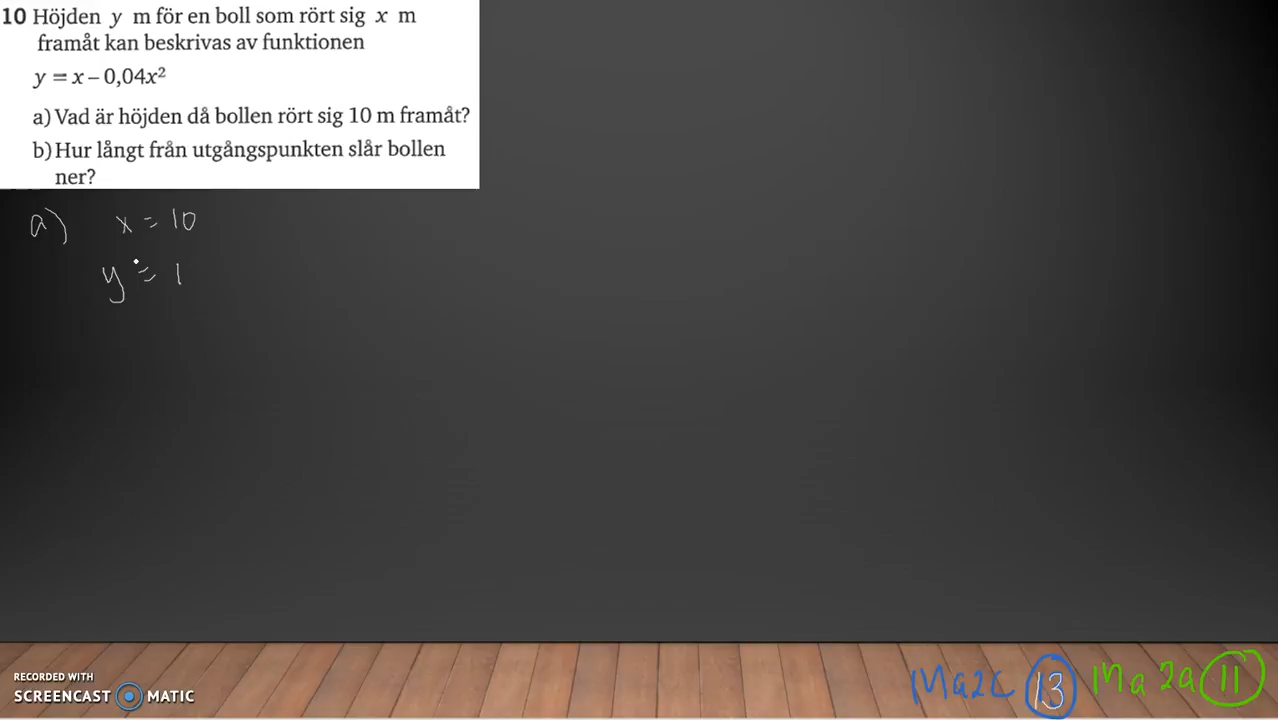 10 Höjden y m för en boll som rört sig x m
framåt kan beskrivas av funktionen
y = x – 0,04x²
a) Vad är höjden då bollen rört sig 10 m framåt?
b) Hur långt från utgångspunkten slår bollen
ner?
a) x = 10
y = 1
RECORDED WITH
SCREENCAST MATIC
Ma2c 13 Ma 2a 11